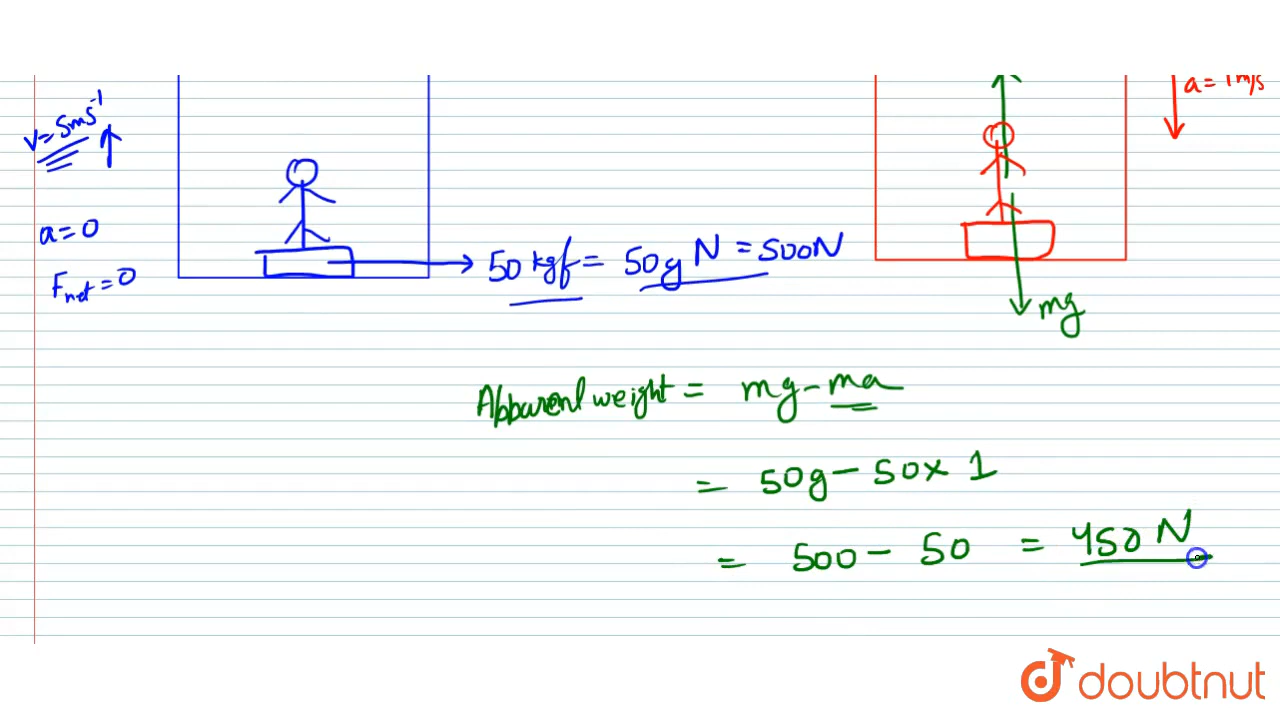 a = 1 m/s
V = 5ms⁻¹
a = 0
F_net = 0
50 kgf = 50g N = 500N
mg
Apparent weight = mg - ma
= 50g - 50 × 1
= 500 - 50 = 450 N
doubtnut